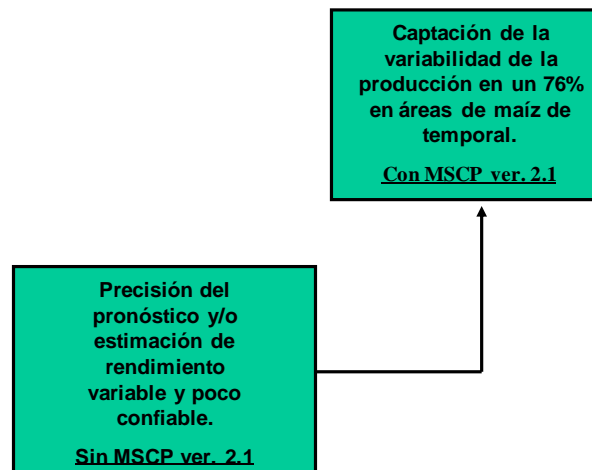 Captación de la
variabilidad de la
producción en un 76%
en áreas de maíz de
temporal.
Con MSCP ver. 2.1
Precisión del
pronóstico y/o
estimación de
rendimiento
variable y poco
confiable.
Sin MSCP ver. 2.1